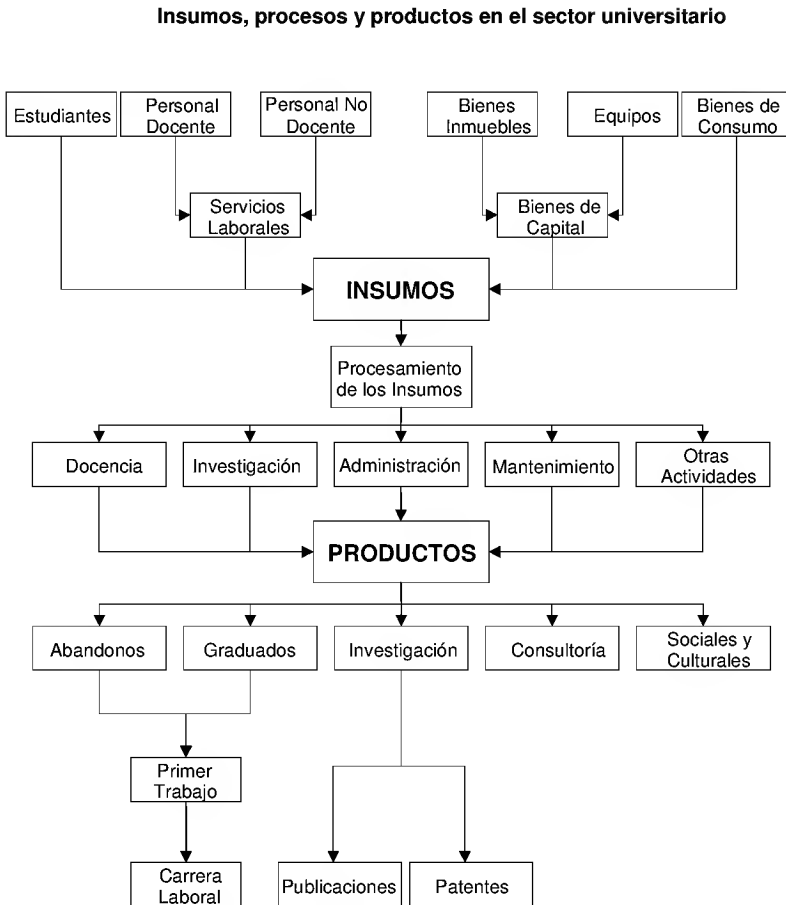 Insumos, procesos y productos en el sector universitario
Estudiantes
Personal
Docente
Personal No
Docente
Bienes
Inmuebles
Equipos
Bienes de
Consumo
Servicios
Laborales
Bienes de
Capital
INSUMOS
Procesamiento
de los Insumos
Docencia
Investigación
Administración
Mantenimiento
Otras
Actividades
PRODUCTOS
Abandonos
Graduados
Investigación
Consultoría
Sociales y
Culturales
Primer
Trabajo
Carrera
Laboral
Publicaciones
Patentes